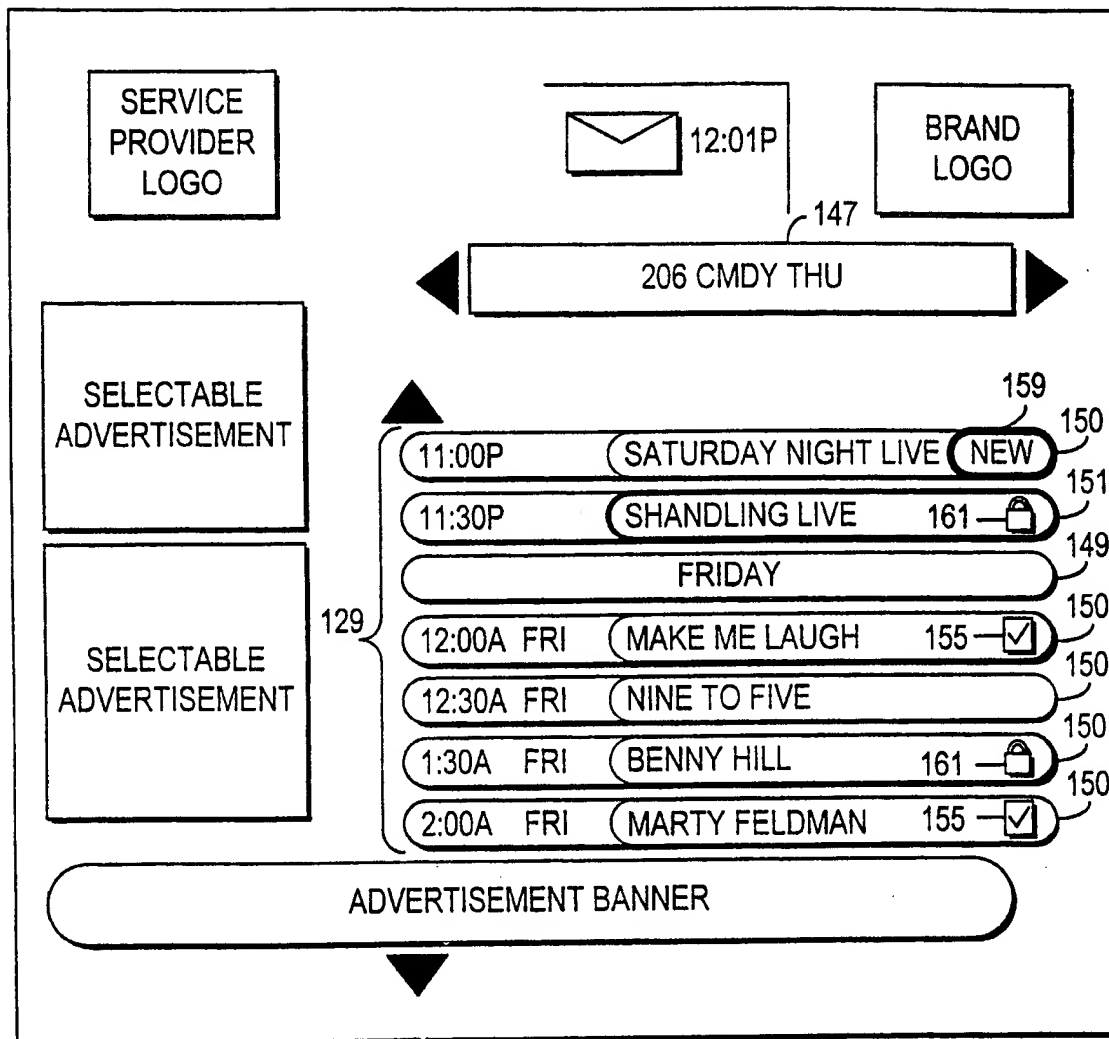 SERVICE
PROVIDER
LOGO
12:01P
BRAND
LOGO
147
206 CMDY THU
SELECTABLE
ADVERTISEMENT
159
150
11:00P SATURDAY NIGHT LIVE NEW
151
11:30P SHANDLING LIVE 161
149
FRIDAY
129
150
12:00A FRI MAKE ME LAUGH 155
150
12:30A FRI NINE TO FIVE
150
1:30A FRI BENNY HILL 161
150
2:00A FRI MARTY FELDMAN 155
SELECTABLE
ADVERTISEMENT
ADVERTISEMENT BANNER